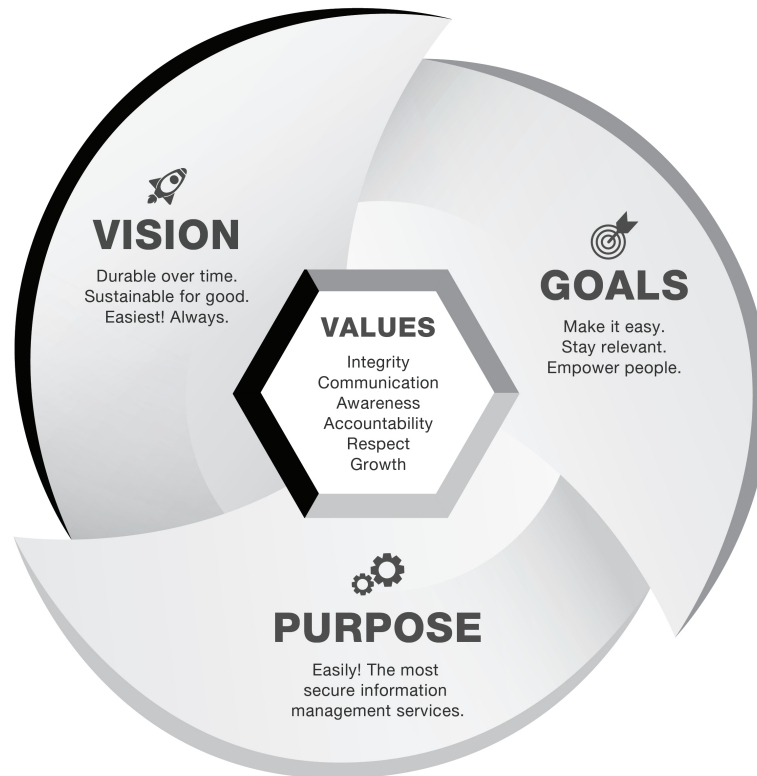 VISION
Durable over time.
Sustainable for good.
Easiest! Always.
GOALS
Make it easy.
Stay relevant.
Empower people.
VALUES
Integrity
Communication
Awareness
Accountability
Respect
Growth
PURPOSE
Easily! The most
secure information
management services.